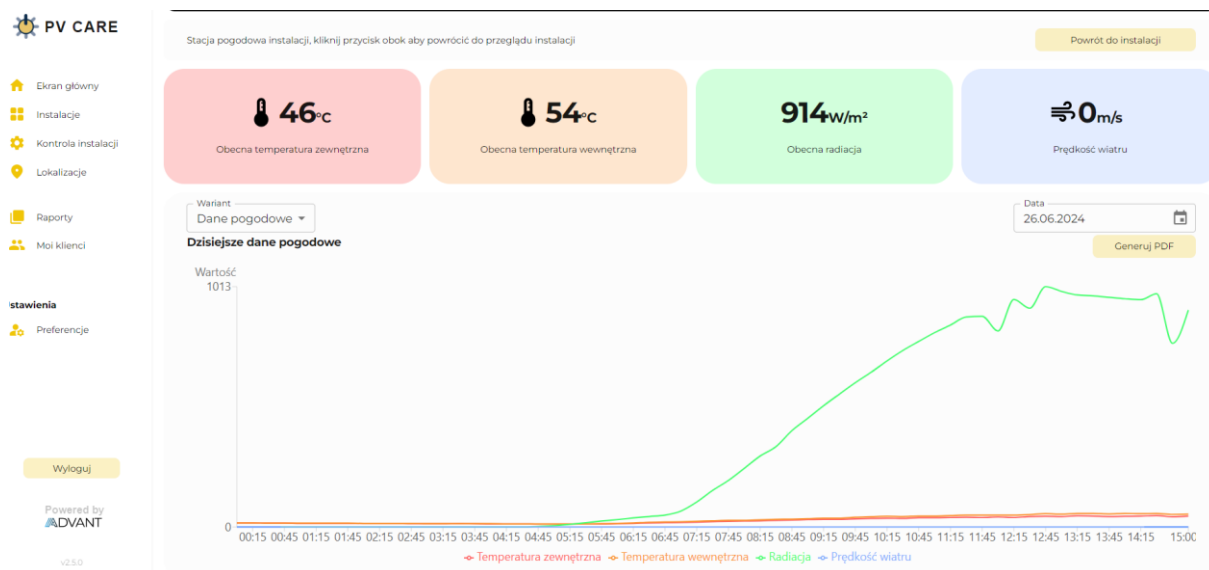 PV CARE
Ekran główny
Instalacje
Kontrola instalacji
Lokalizacje
Raporty
Moi klienci
stawienia
Preferencje
Wyloguj
Powered by
ADVANT
v2.5.0
Stacja pogodowa instalacji, kliknij przycisk obok aby powrócić do przeglądu instalacji
Powrót do instalacji
46°C
Obecna temperatura zewnętrzna
54°C
Obecna temperatura wewnętrzna
914W/m²
Obecna radiacja
0m/s
Prędkość wiatru
Wariant
Dane pogodowe
Data
26.06.2024
Dzisiejsze dane pogodowe
Generuj PDF
Wartość
1013
0
00:15 00:45 01:15 01:45 02:15 02:45 03:15 03:45 04:15 04:45 05:15 05:45 06:15 06:45 07:15 07:45 08:15 08:45 09:15 09:45 10:15 10:45 11:15 11:45 12:15 12:45 13:15 13:45 14:15 15:00
Temperatura zewnętrzna Temperatura wewnętrzna Radiacja Prędkość wiatru